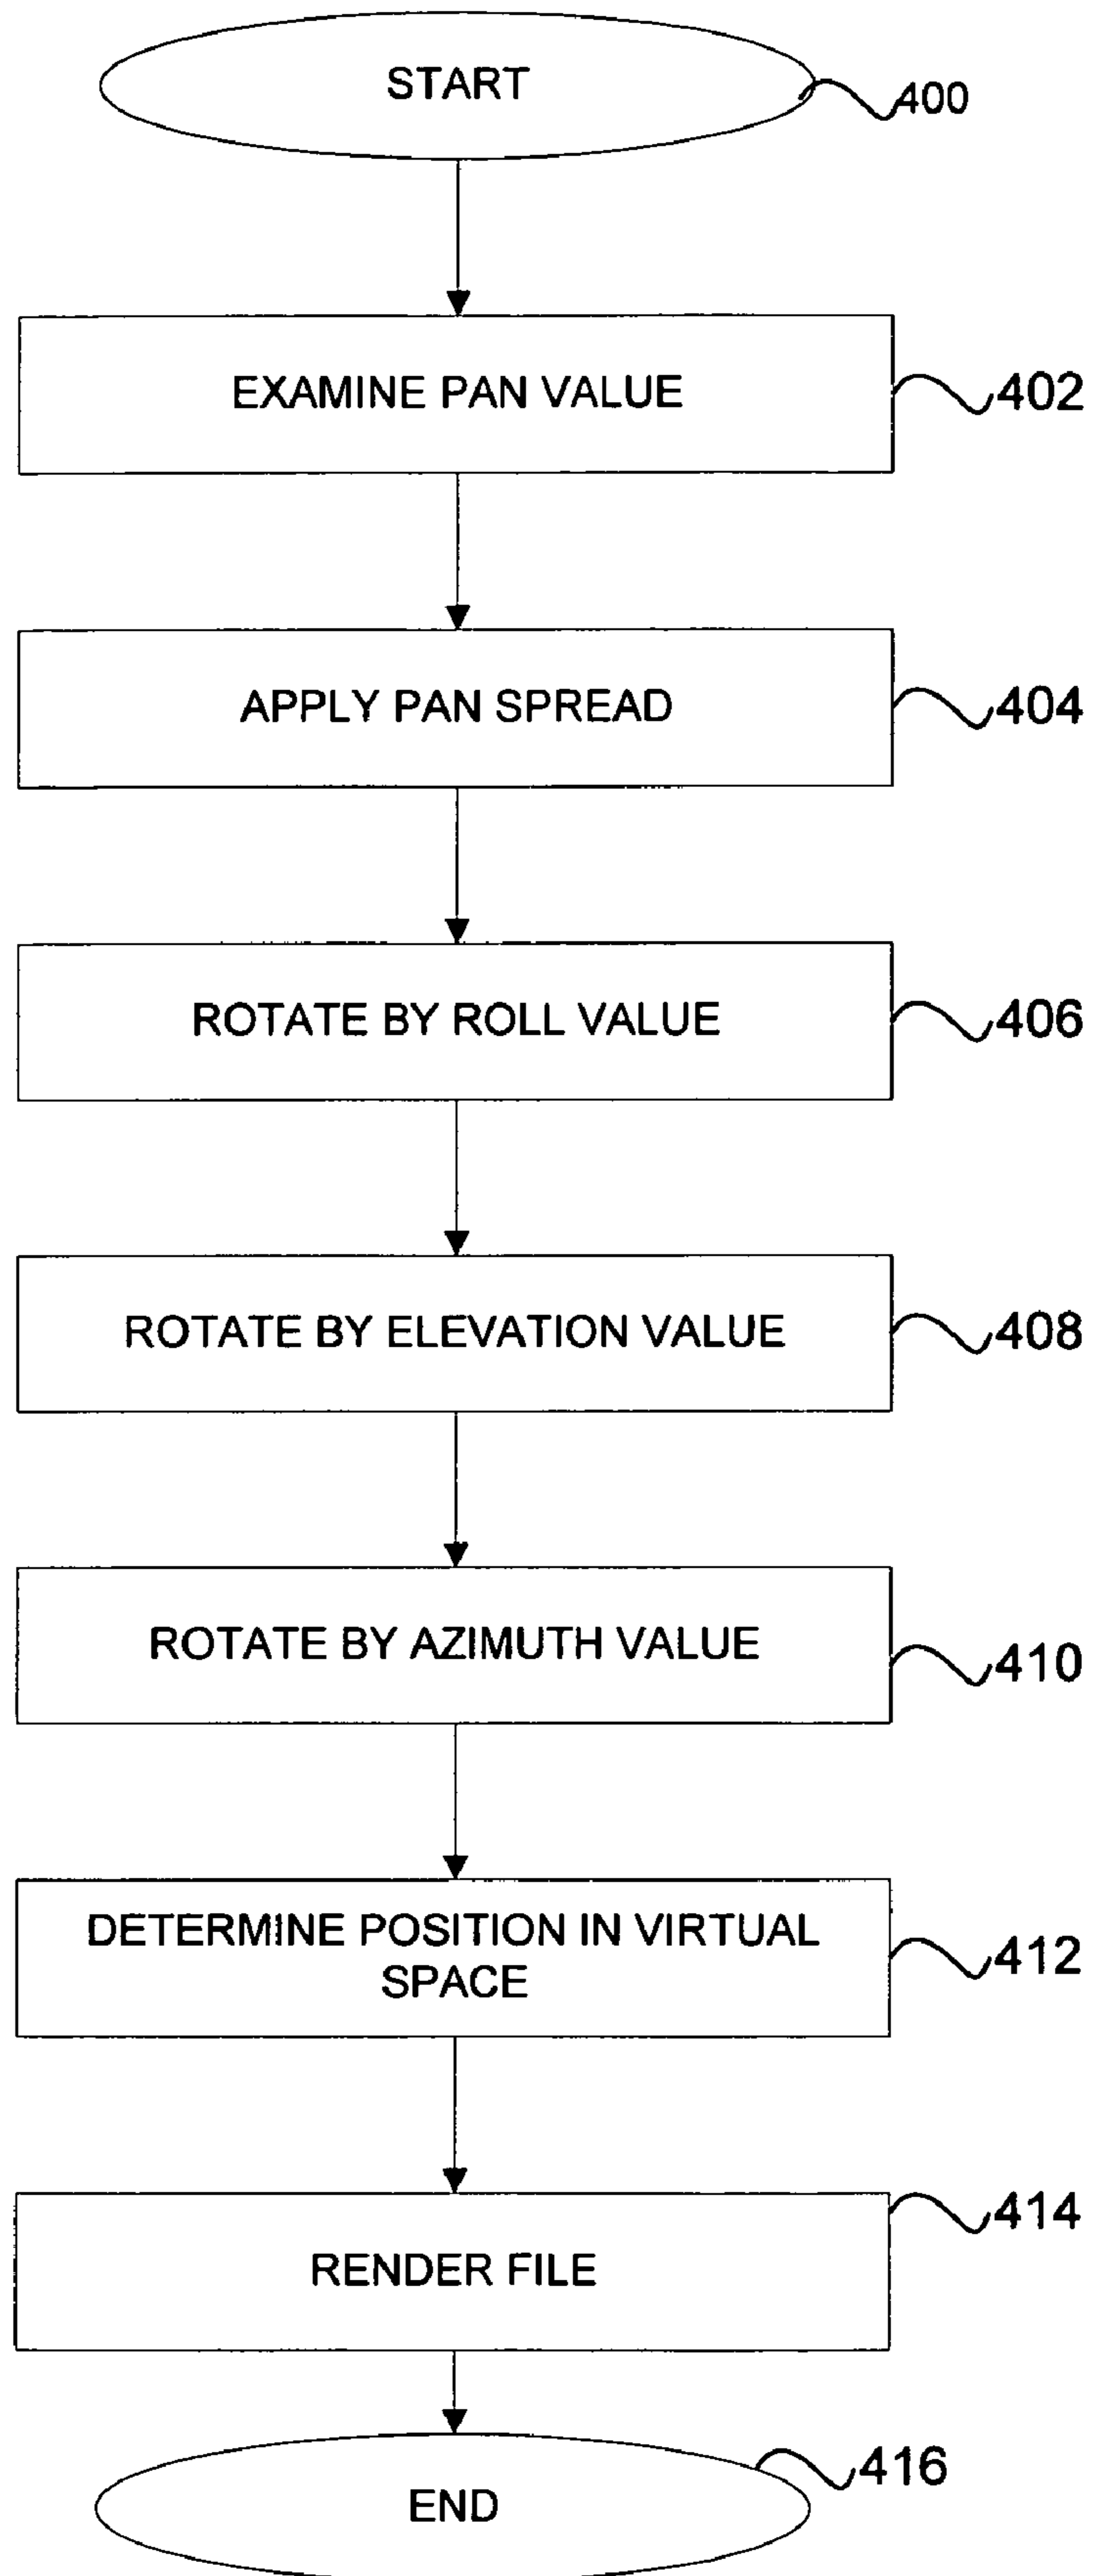 START
400
EXAMINE PAN VALUE
402
APPLY PAN SPREAD
404
ROTATE BY ROLL VALUE
406
ROTATE BY ELEVATION VALUE
408
ROTATE BY AZIMUTH VALUE
410
DETERMINE POSITION IN VIRTUAL
SPACE
412
414
RENDER FILE
416
END